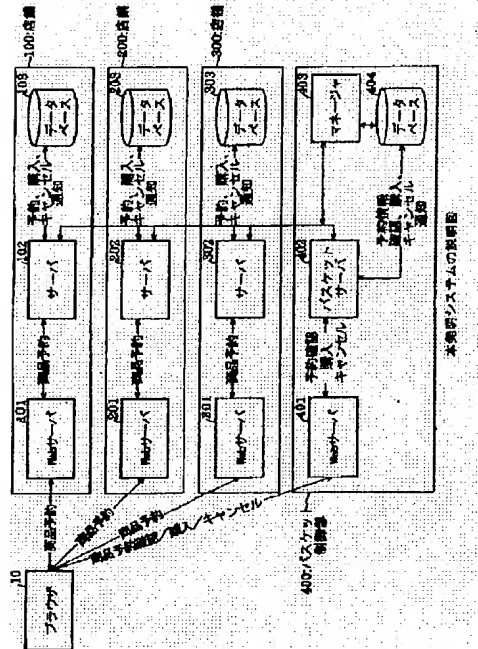 10
ブラウザ
商品予約
商品予約
商品予約
商品予約確認/購入/キャンセル
100:店舗
101
Webサーバ
商品予約
102
サーバ
予約、購入、
キャンセル
通知
103
データ
ベース
200:店舗
201
Webサーバ
商品予約
202
サーバ
予約、購入、
キャンセル
通知
203
データ
ベース
300:店舗
301
Webサーバ
商品予約
302
サーバ
予約、購入、
キャンセル
通知
303
データ
ベース
400:バスケット
制御部
401
Webサーバ
予約確認
購入
キャンセル
402
バスケット
サーバ
予約情報
確認、購入、
キャンセル
通知
403
マネージャ
404
データ
ベース
本発明システムの説明図